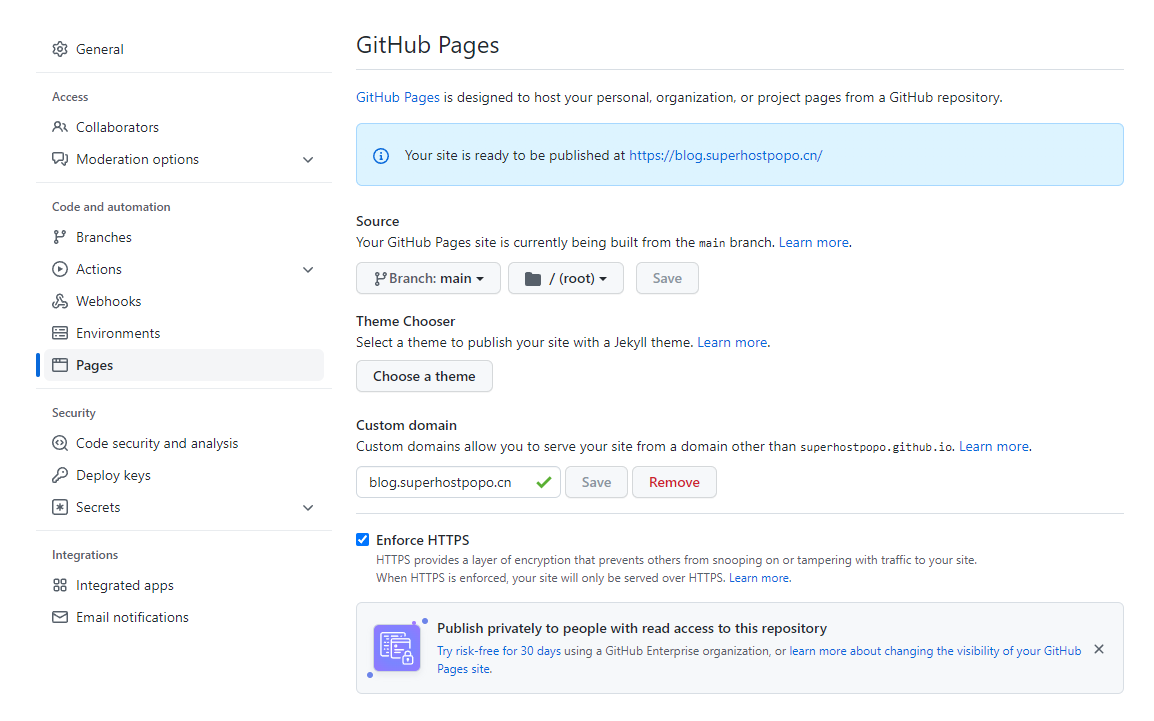 General
Access
Collaborators
Moderation options
Code and automation
Branches
Actions
Webhooks
Environments
Pages
Security
Code security and analysis
Deploy keys
Secrets
Integrations
Integrated apps
Email notifications
GitHub Pages
GitHub Pages is designed to host your personal, organization, or project pages from a GitHub repository.
Your site is ready to be published at https://blog.superhostpopo.cn/
Source
Your GitHub Pages site is currently being built from the main branch. Learn more.
Branch: main / (root) Save
Theme Chooser
Select a theme to publish your site with a Jekyll theme. Learn more.
Choose a theme
Custom domain
Custom domains allow you to serve your site from a domain other than superhostpopo.github.io. Learn more.
blog.superhostpopo.cn Save Remove
Enforce HTTPS
HTTPS provides a layer of encryption that prevents others from snooping on or tampering with traffic to your site.
When HTTPS is enforced, your site will only be served over HTTPS. Learn more.
Publish privately to people with read access to this repository
Try risk-free for 30 days using a GitHub Enterprise organization, or learn more about changing the visibility of your GitHub
Pages site.